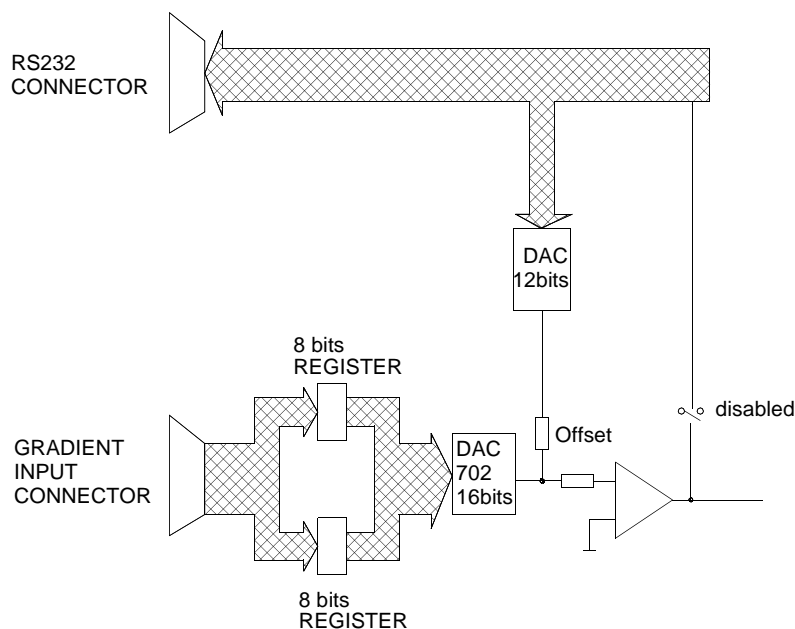 RS232
CONNECTOR
DAC
12bits
8 bits
REGISTER
disabled
Offset
GRADIENT
INPUT
CONNECTOR
DAC
702
16bits
8 bits
REGISTER